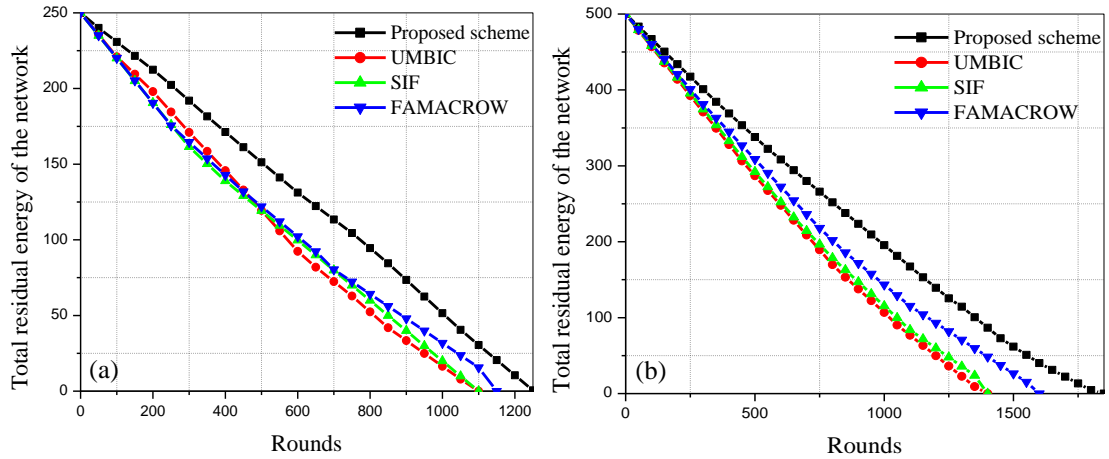 Total residual energy of the network
250
200
150
100
50
0
0
200
400
600
800
1000
1200
Rounds
Proposed scheme
UMBIC
SIF
FAMACROW
(a)
Total residual energy of the network
500
400
300
200
100
0
0
500
1000
1500
Rounds
Proposed scheme
UMBIC
SIF
FAMACROW
(b)